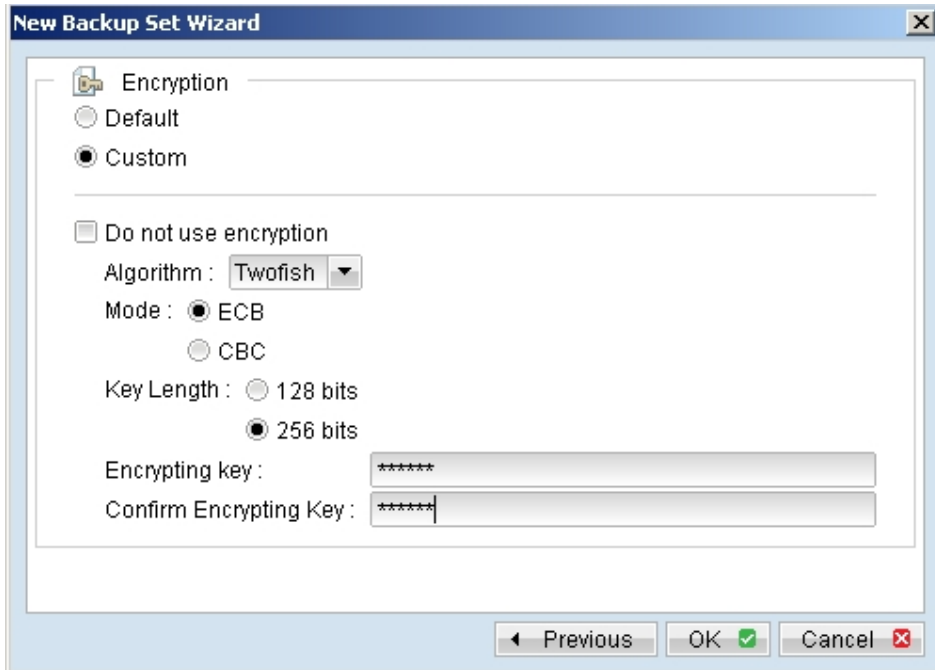 New Backup Set Wizard
Encryption
Default
Custom
Do not use encryption
Algorithm : Twofish
Mode : ECB
CBC
Key Length : 128 bits
256 bits
Encrypting key : ******
Confirm Encrypting Key : ******
Previous OK Cancel